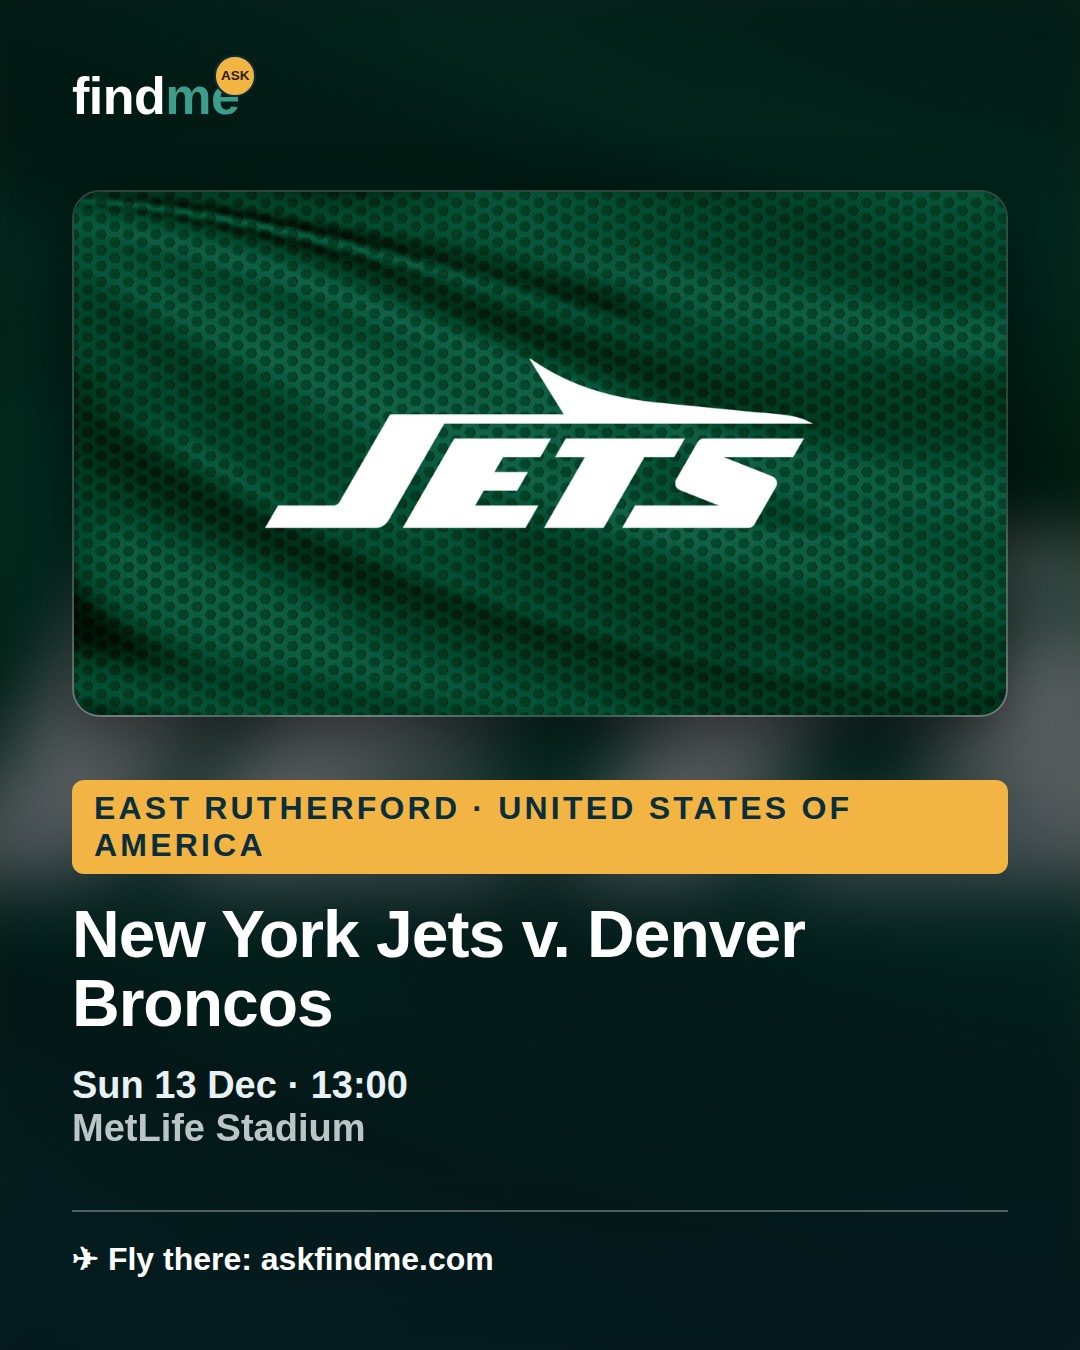 findme
ASK
JETS
EAST RUTHERFORD · UNITED STATES OF
AMERICA
New York Jets v. Denver
Broncos
Sun 13 Dec · 13:00
MetLife Stadium
✈ Fly there: askfindme.com